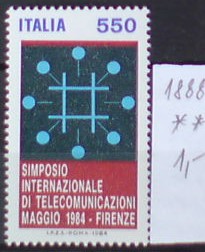 ITALIA 550
SIMPOSIO
INTERNAZIONALE
DI TELECOMUNICAZIONI
MAGGIO 1984 - FIRENZE
I.P.Z.S.-ROMA-1984
1888
**
1,-